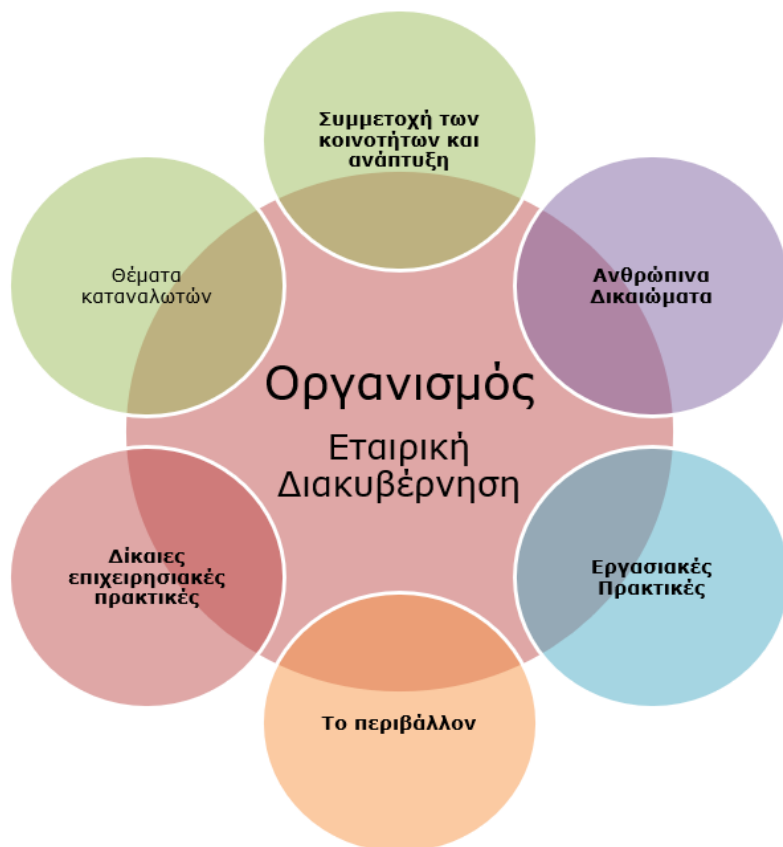 Συμμετοχή των
κοινοτήτων και
ανάπτυξη
Θέματα
καταναλωτών
Ανθρώπινα
Δικαιώματα
Οργανισμός
Εταιρική
Διακυβέρνηση
Δίκαιες
επιχειρησιακές
πρακτικές
Εργασιακές
Πρακτικές
Το περιβάλλον